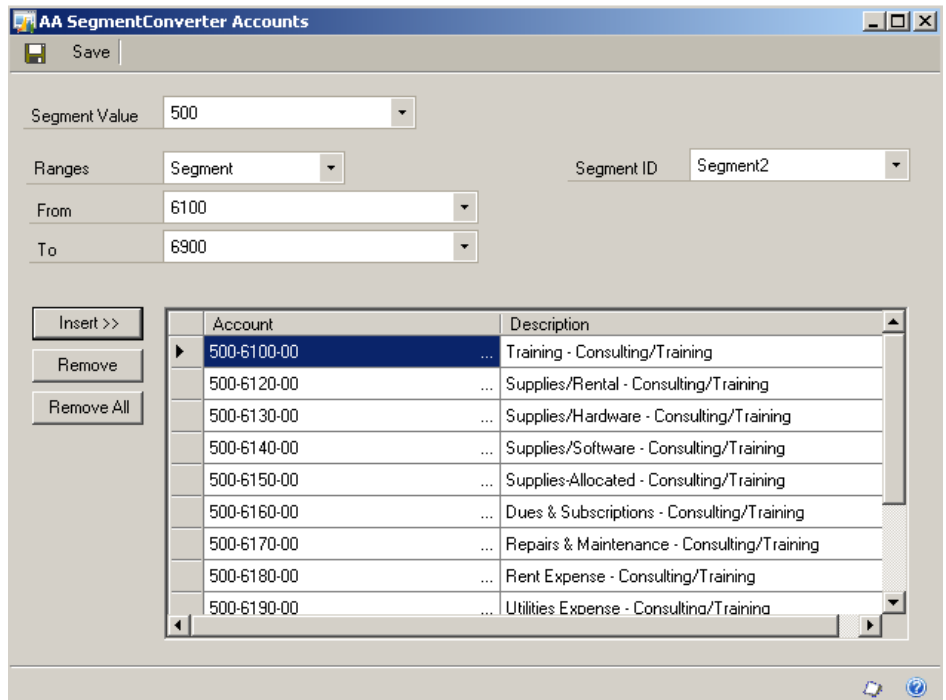 AA SegmentConverter Accounts
Save
Segment Value 500
Ranges Segment Segment ID Segment2
From 6100
To 6900
Insert >>
Remove
Remove All
Account Description
500-6100-00 ... Training - Consulting/Training
500-6120-00 ... Supplies/Rental - Consulting/Training
500-6130-00 ... Supplies/Hardware - Consulting/Training
500-6140-00 ... Supplies/Software - Consulting/Training
500-6150-00 ... Supplies-Allocated - Consulting/Training
500-6160-00 ... Dues & Subscriptions - Consulting/Training
500-6170-00 ... Repairs & Maintenance - Consulting/Training
500-6180-00 ... Rent Expense - Consulting/Training
500-6190-00 ... Utilities Expense - Consulting/Training